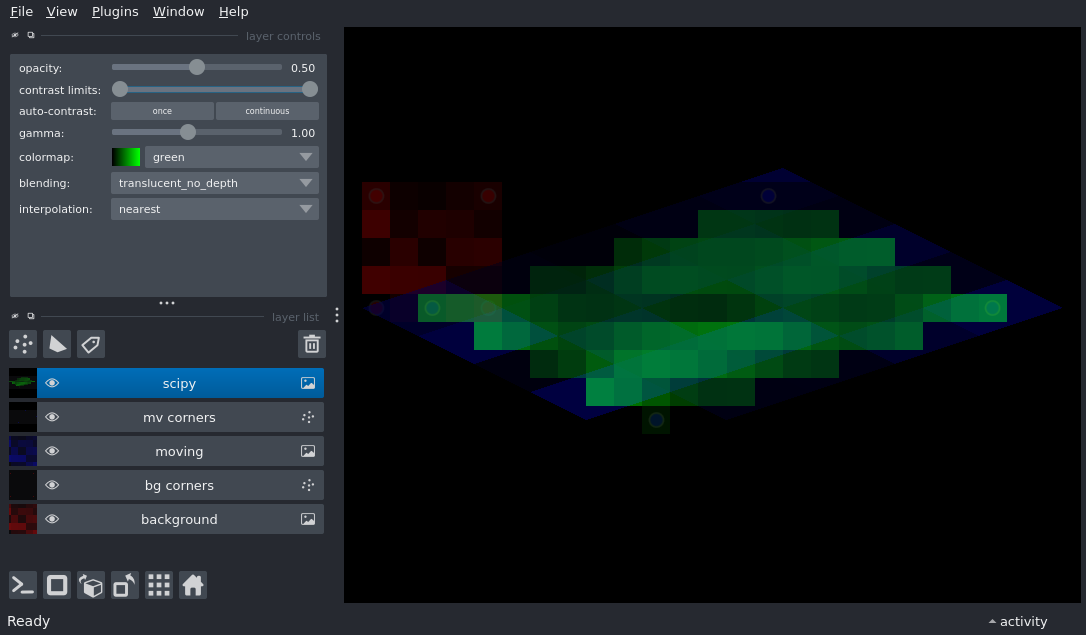 File View Plugins Window Help
layer controls
opacity: 0.50
contrast limits:
auto-contrast: once continuous
gamma: 1.00
colormap: green
blending: translucent_no_depth
interpolation: nearest
layer list
scipy
mv corners
moving
bg corners
background
Ready
activity